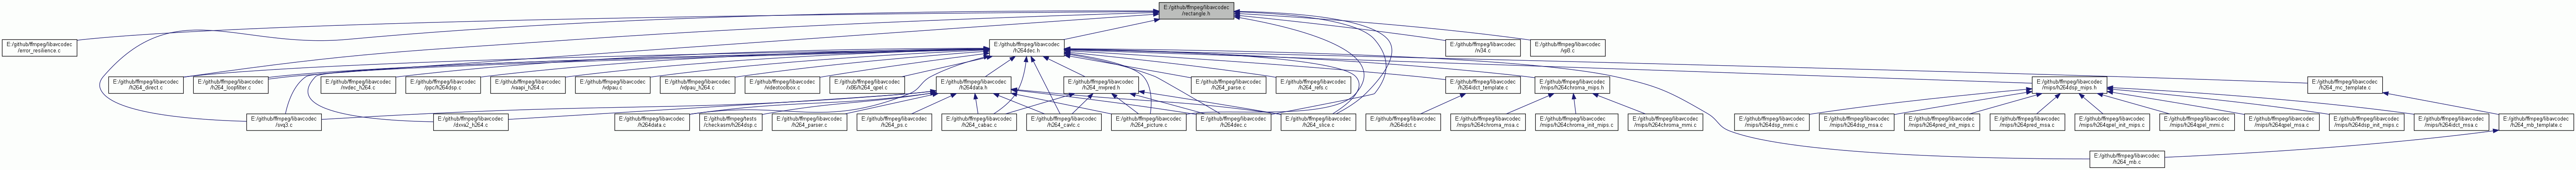 E:/github/ffmpeg/libavcodec
/rectangle.h
E:/github/ffmpeg/libavcodec
/error_resilience.c
E:/github/ffmpeg/libavcodec
/h264dec.h
E:/github/ffmpeg/libavcodec
/rv34.c
E:/github/ffmpeg/libavcodec
/vp8.c
E:/github/ffmpeg/libavcodec
/h264_direct.c
E:/github/ffmpeg/libavcodec
/h264_loopfilter.c
E:/github/ffmpeg/libavcodec
/nvdec_h264.c
E:/github/ffmpeg/libavcodec
/ppc/h264dsp.c
E:/github/ffmpeg/libavcodec
/vaapi_h264.c
E:/github/ffmpeg/libavcodec
/vdpau.c
E:/github/ffmpeg/libavcodec
/vdpau_h264.c
E:/github/ffmpeg/libavcodec
/videotoolbox.c
E:/github/ffmpeg/libavcodec
/x86/h264_qpel.c
E:/github/ffmpeg/libavcodec
/h264data.h
E:/github/ffmpeg/libavcodec
/h264_mvpred.h
E:/github/ffmpeg/libavcodec
/h264_parse.c
E:/github/ffmpeg/libavcodec
/h264_refs.c
E:/github/ffmpeg/libavcodec
/h264idct_template.c
E:/github/ffmpeg/libavcodec
/mips/h264chroma_mips.h
E:/github/ffmpeg/libavcodec
/mips/h264dsp_mips.h
E:/github/ffmpeg/libavcodec
/h264_mc_template.c
E:/github/ffmpeg/libavcodec
/svq3.c
E:/github/ffmpeg/libavcodec
/dxva2_h264.c
E:/github/ffmpeg/libavcodec
/h264data.c
E:/github/ffmpeg/tests
/checkasm/h264dsp.c
E:/github/ffmpeg/libavcodec
/h264_parser.c
E:/github/ffmpeg/libavcodec
/h264_ps.c
E:/github/ffmpeg/libavcodec
/h264_cabac.c
E:/github/ffmpeg/libavcodec
/h264_cavlc.c
E:/github/ffmpeg/libavcodec
/h264_picture.c
E:/github/ffmpeg/libavcodec
/h264dec.c
E:/github/ffmpeg/libavcodec
/h264_slice.c
E:/github/ffmpeg/libavcodec
/h264idct.c
E:/github/ffmpeg/libavcodec
/mips/h264chroma_msa.c
E:/github/ffmpeg/libavcodec
/mips/h264chroma_init_mips.c
E:/github/ffmpeg/libavcodec
/mips/h264chroma_mmi.c
E:/github/ffmpeg/libavcodec
/mips/h264dsp_mmi.c
E:/github/ffmpeg/libavcodec
/mips/h264dsp_msa.c
E:/github/ffmpeg/libavcodec
/mips/h264pred_init_mips.c
E:/github/ffmpeg/libavcodec
/mips/h264pred_msa.c
E:/github/ffmpeg/libavcodec
/mips/h264qpel_init_mips.c
E:/github/ffmpeg/libavcodec
/mips/h264qpel_mmi.c
E:/github/ffmpeg/libavcodec
/mips/h264qpel_msa.c
E:/github/ffmpeg/libavcodec
/mips/h264dsp_init_mips.c
E:/github/ffmpeg/libavcodec
/mips/h264idct_msa.c
E:/github/ffmpeg/libavcodec
/h264_mb_template.c
E:/github/ffmpeg/libavcodec
/h264_mb.c